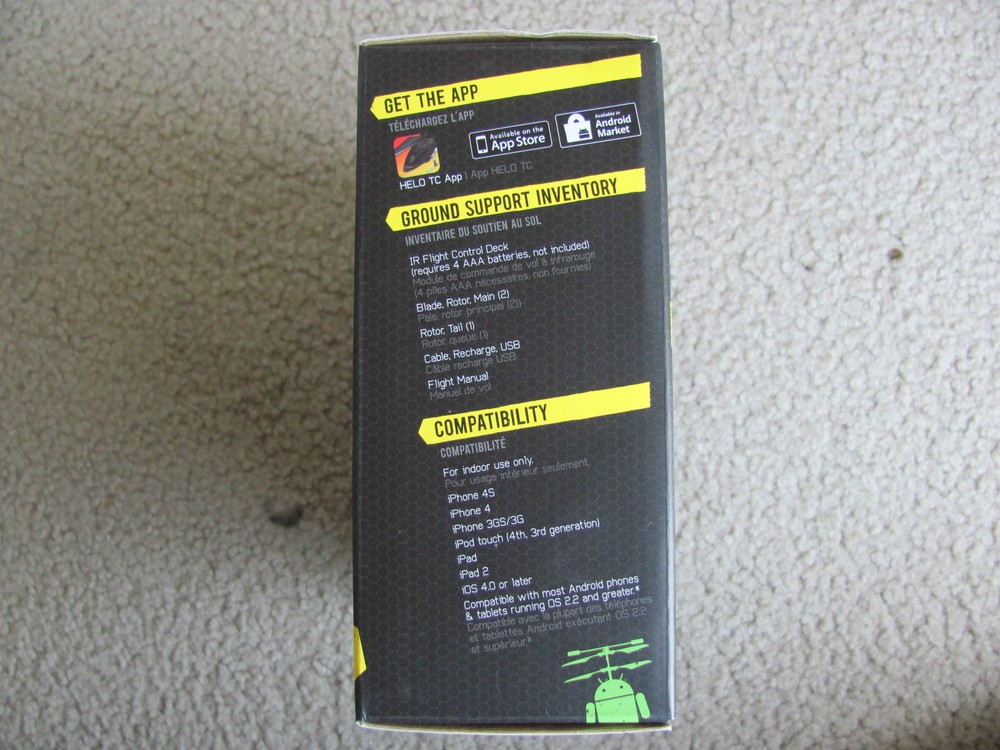 GET THE APP
TÉLÉCHARGEZ L'APP
Available on the
App Store
Available in
Android
Market
HELO TC App | App HELO TC
GROUND SUPPORT INVENTORY
INVENTAIRE DU SOUTIEN AU SOL
IR Flight Control Deck
(requires 4 AAA batteries, not included)
Module de commande de vol à infrarouge
(4 piles AAA nécessaires, non fournies)
Blade, Rotor, Main (2)
Pale, rotor principal (2))
Rotor, Tail (1)
Rotor, queue (1)
Cable, Recharge, USB
Câble recharge USB
Flight Manual
Manuel de vol
COMPATIBILITY
COMPATIBILITÉ
For indoor use only.
Pour usage intérieur seulement.
iPhone 4S
iPhone 4
iPhone 3GS/3G
iPod touch (4th, 3rd generation)
iPad
iPad 2
iOS 4.0 or later
Compatible with most Android phones
& tablets running OS 2.2 and greater.*
Compatible avec la plupart des téléphones
et tablettes Android exécutant OS 2.2
et supérieur.*